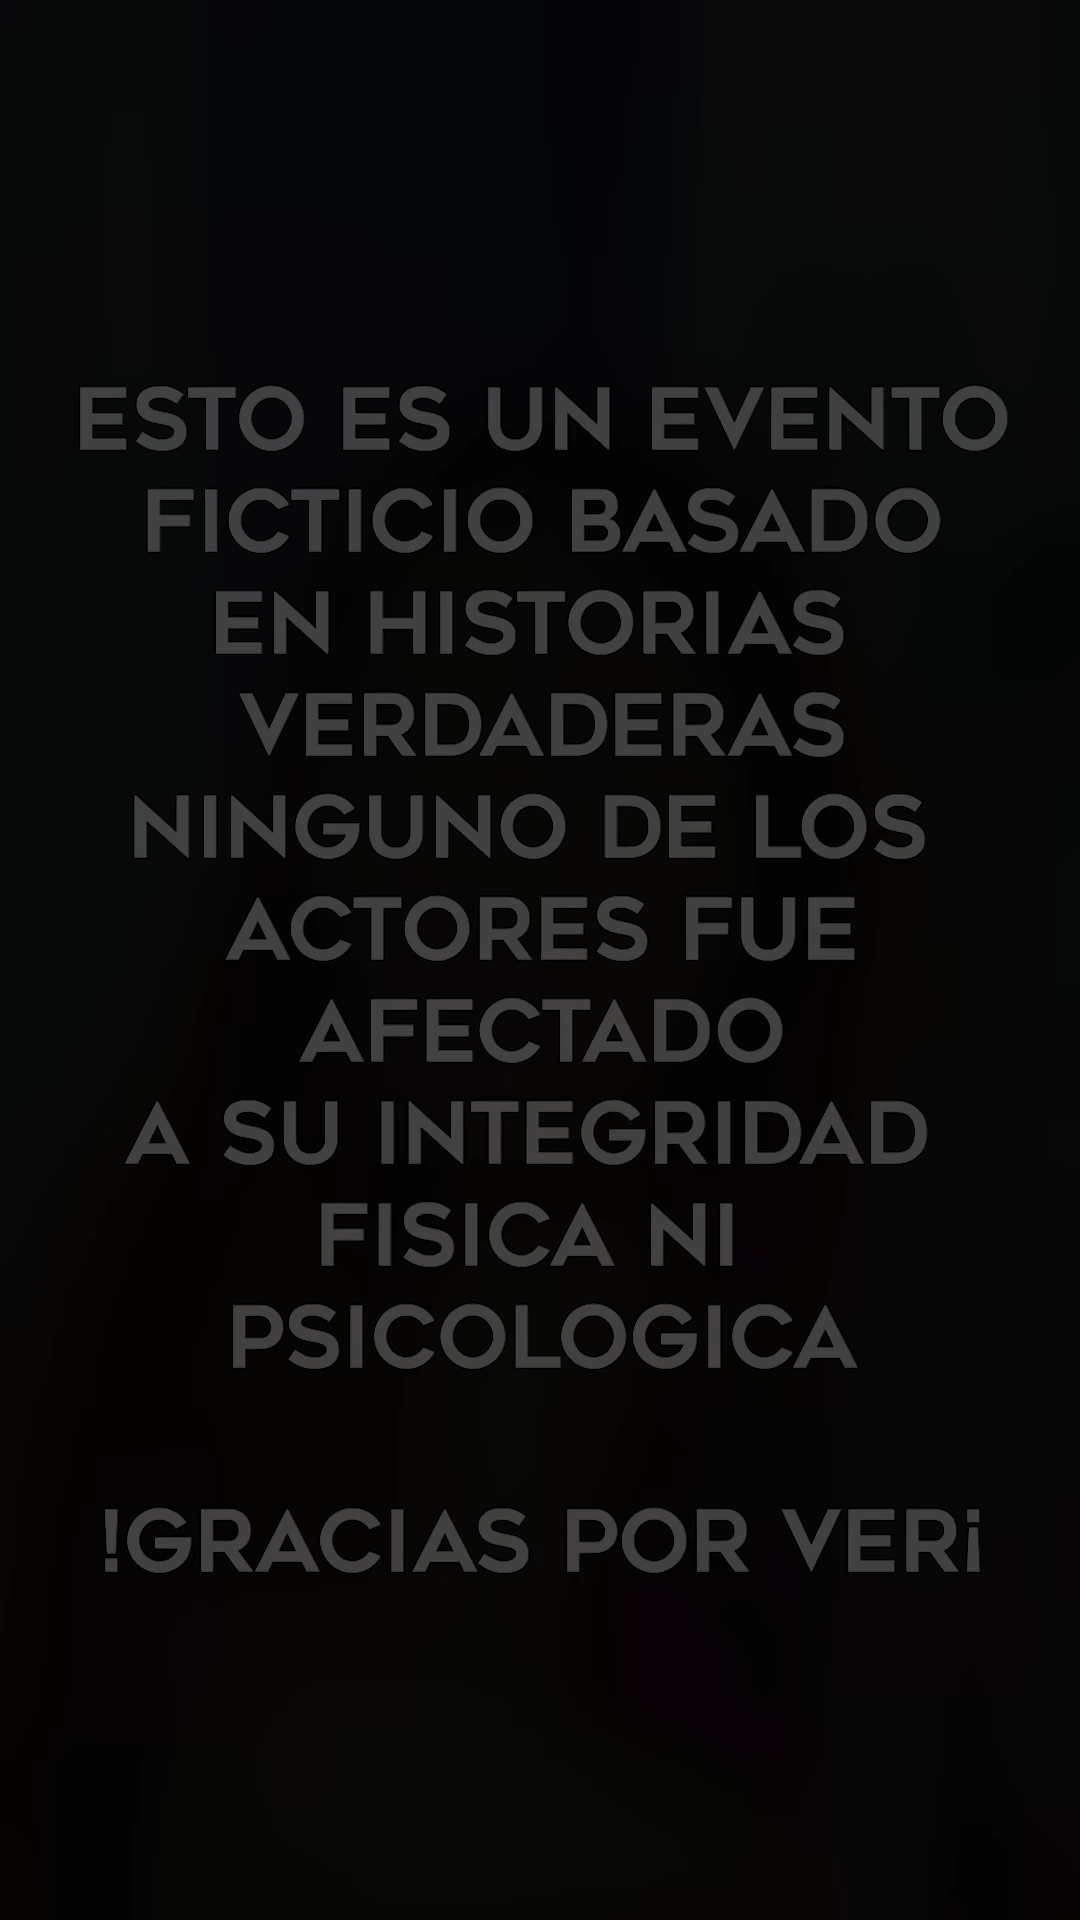 ESTO ES UN EVENTO
FICTICIO BASADO
EN HISTORIAS
VERDADERAS
NINGUNO DE LOS
ACTORES FUE
AFECTADO
A SU INTEGRIDAD
FISICA NI
PSICOLOGICA
!GRACIAS POR VER¡